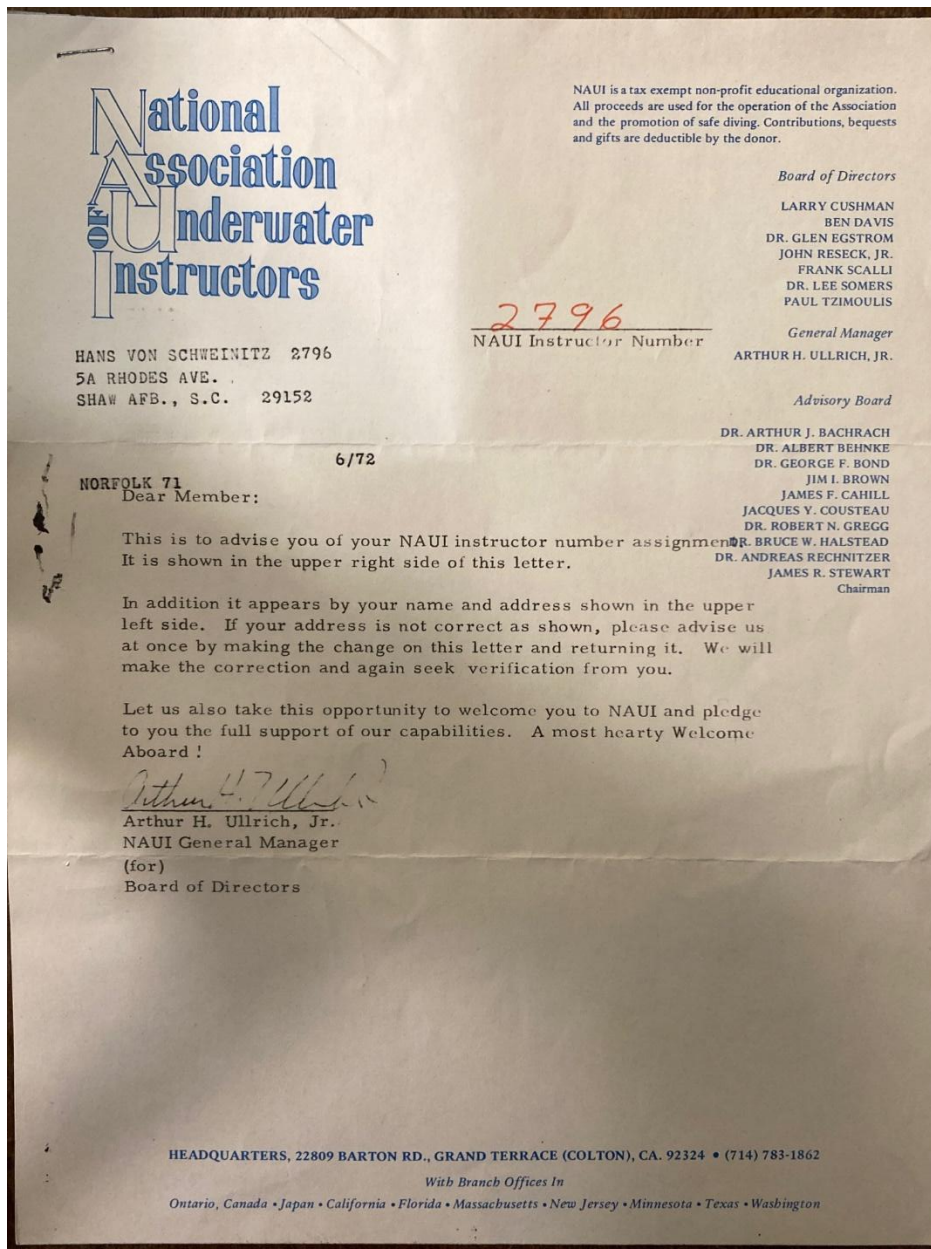 National
Association
OF Underwater
Instructors
NAUI is a tax exempt non-profit educational organization.
All proceeds are used for the operation of the Association
and the promotion of safe diving. Contributions, bequests
and gifts are deductible by the donor.
Board of Directors
LARRY CUSHMAN
BEN DAVIS
DR. GLEN EGSTROM
JOHN RESECK, JR.
FRANK SCALLI
DR. LEE SOMERS
PAUL TZIMOULIS
General Manager
ARTHUR H. ULLRICH, JR.
Advisory Board
DR. ARTHUR J. BACHRACH
DR. ALBERT BEHNKE
DR. GEORGE F. BOND
JIM I. BROWN
JAMES F. CAHILL
JACQUES Y. COUSTEAU
DR. ROBERT N. GREGG
DR. BRUCE W. HALSTEAD
DR. ANDREAS RECHNITZER
JAMES R. STEWART
Chairman
2796
NAUI Instructor Number
HANS VON SCHWEINITZ 2796
5A RHODES AVE.
SHAW AFB., S.C. 29152
6/72
NORFOLK 71
Dear Member:
This is to advise you of your NAUI instructor number assignment.
It is shown in the upper right side of this letter.
In addition it appears by your name and address shown in the upper
left side. If your address is not correct as shown, please advise us
at once by making the change on this letter and returning it. We will
make the correction and again seek verification from you.
Let us also take this opportunity to welcome you to NAUI and pledge
to you the full support of our capabilities. A most hearty Welcome
Aboard !
Arthur H. Ullrich
Arthur H. Ullrich, Jr.
NAUI General Manager
(for)
Board of Directors
HEADQUARTERS, 22809 BARTON RD., GRAND TERRACE (COLTON), CA. 92324 • (714) 783-1862
With Branch Offices In
Ontario, Canada • Japan • California • Florida • Massachusetts • New Jersey • Minnesota • Texas • Washington